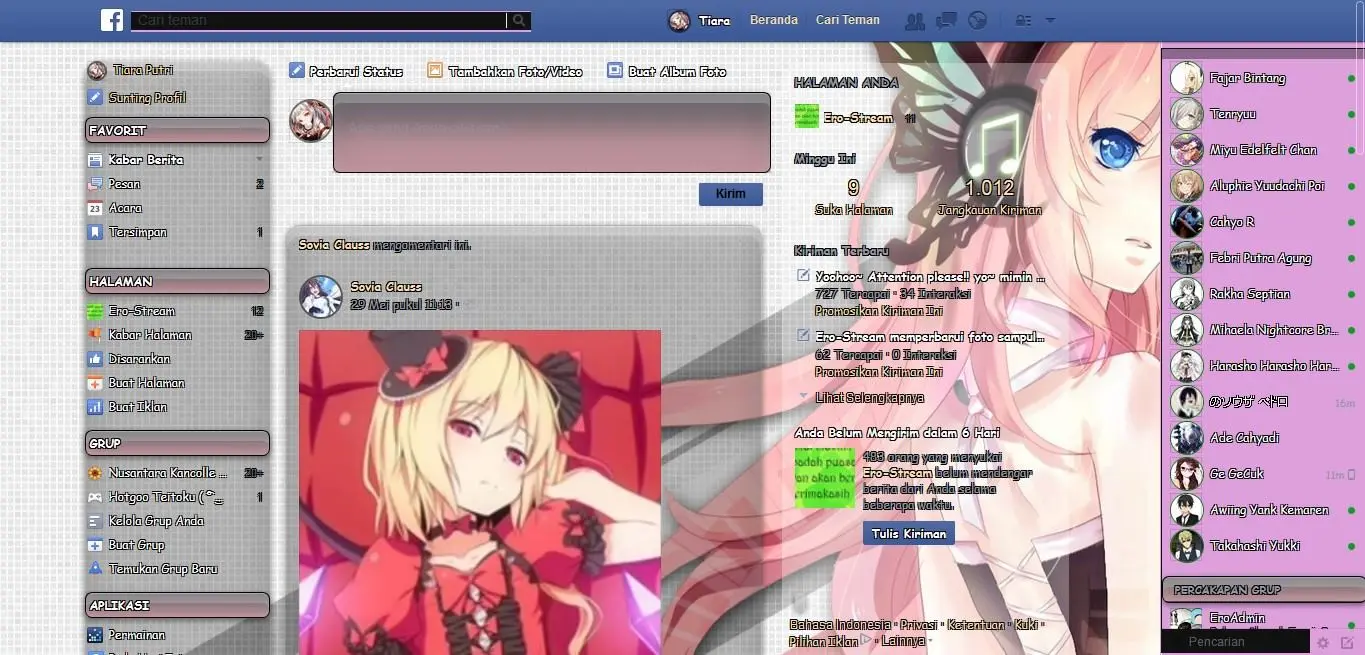 Cari teman
Tiara
Beranda
Cari Teman
Tiara Putri
Sunting Profil
FAVORIT
Kabar Berita
Pesan 2
Acara
Tersimpan 1
HALAMAN
Ero-Stream 12
Kabar Halaman 20+
Disarankan
Buat Halaman
Buat Iklan
GRUP
Nusantara Kancolle ... 20+
Hotgoo Teitoku ( ͡° ͜ 1
Kelola Grup Anda
Buat Grup
Temukan Grup Baru
APLIKASI
Permainan
Perbarui Status
Tambahkan Foto/Video
Buat Album Foto
Kirim
Sovia Clauss mengomentari ini.
Sovia Clauss
29 Mei pukul 11:13 ·
HALAMAN ANDA
Ero-Stream 11
Minggu Ini
9
Suka Halaman
1.012
Jangkauan Kiriman
Kiriman Terbaru
Yoohoo~ Attention please!! yo~ mimin ...
727 Tercapai · 34 Interaksi
Promosikan Kiriman Ini
Ero-Stream memperbarui foto sampul...
62 Tercapai · 0 Interaksi
Promosikan Kiriman Ini
Lihat Selengkapnya
Anda Belum Mengirim dalam 6 Hari
483 orang yang menyukai
Ero-Stream belum mendengar
berita dari Anda selama
beberapa waktu.
Tulis Kiriman
Bahasa Indonesia · Privasi · Ketentuan · Kuki ·
Pilihan Iklan · Lainnya
Fajar Bintang
Tenryuu
Miyu Edelfelt Chan
Aluphie Yuudachi Poi
Cahyo R
Febri Putra Agung
Rakha Septian
Mihaela Nightcore Br...
Harasho Harasho Har...
16m
Ade Cahyadi
Ge GeCuk 11m
Awiing Yank Kemaren
Takahashi Yukki
PERCAKAPAN GRUP
EroAdmin
Pencarian